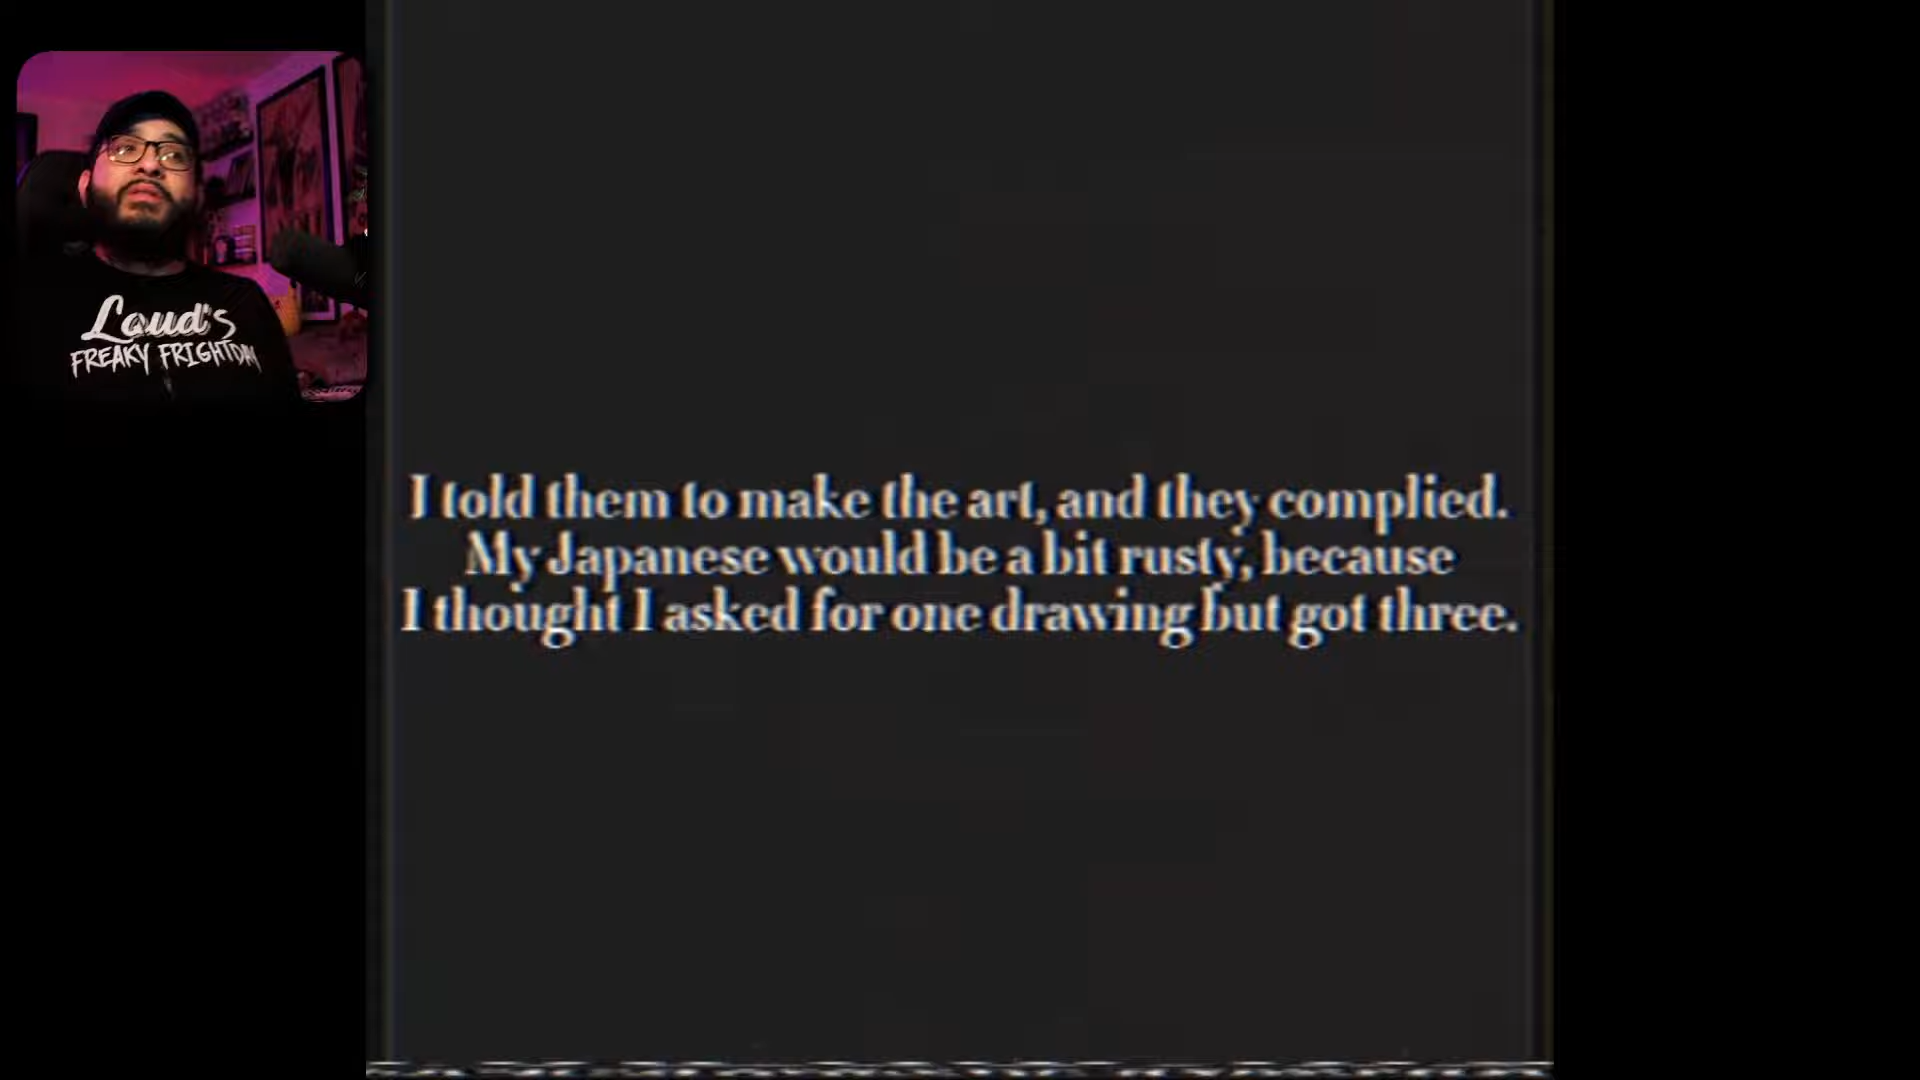 Loud's
FREAKY FRIGHTDAY
I told them to make the art, and they complied.
My Japanese would be a bit rusty, because
I thought I asked for one drawing but got three.